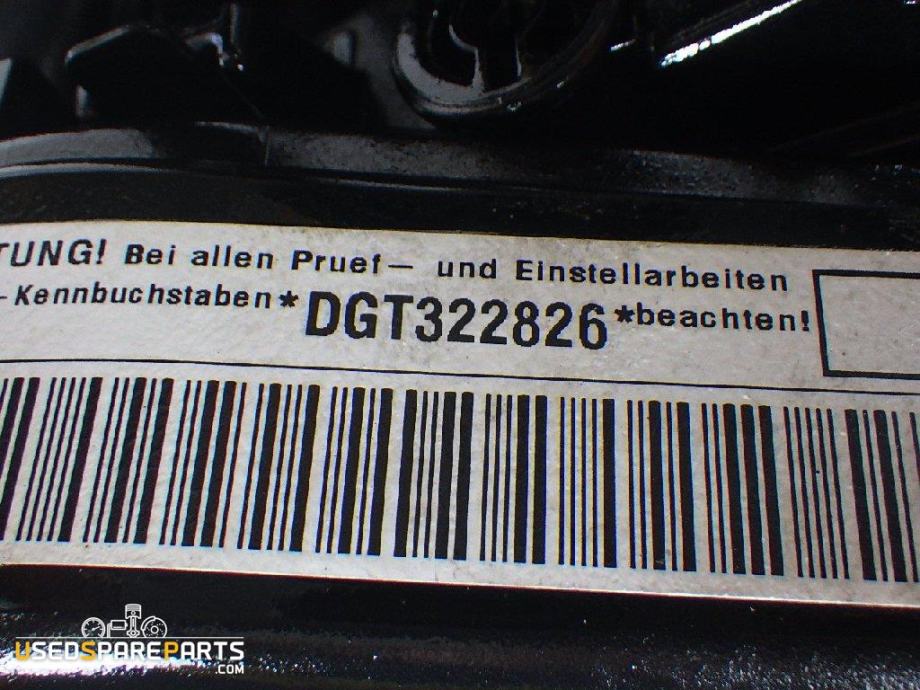 TUNG! Bei allen Pruef— und Einstellarbeiten
-Kennbuchstaben*DGT322826*beachten!
USEDSPAREPARTS
.COM